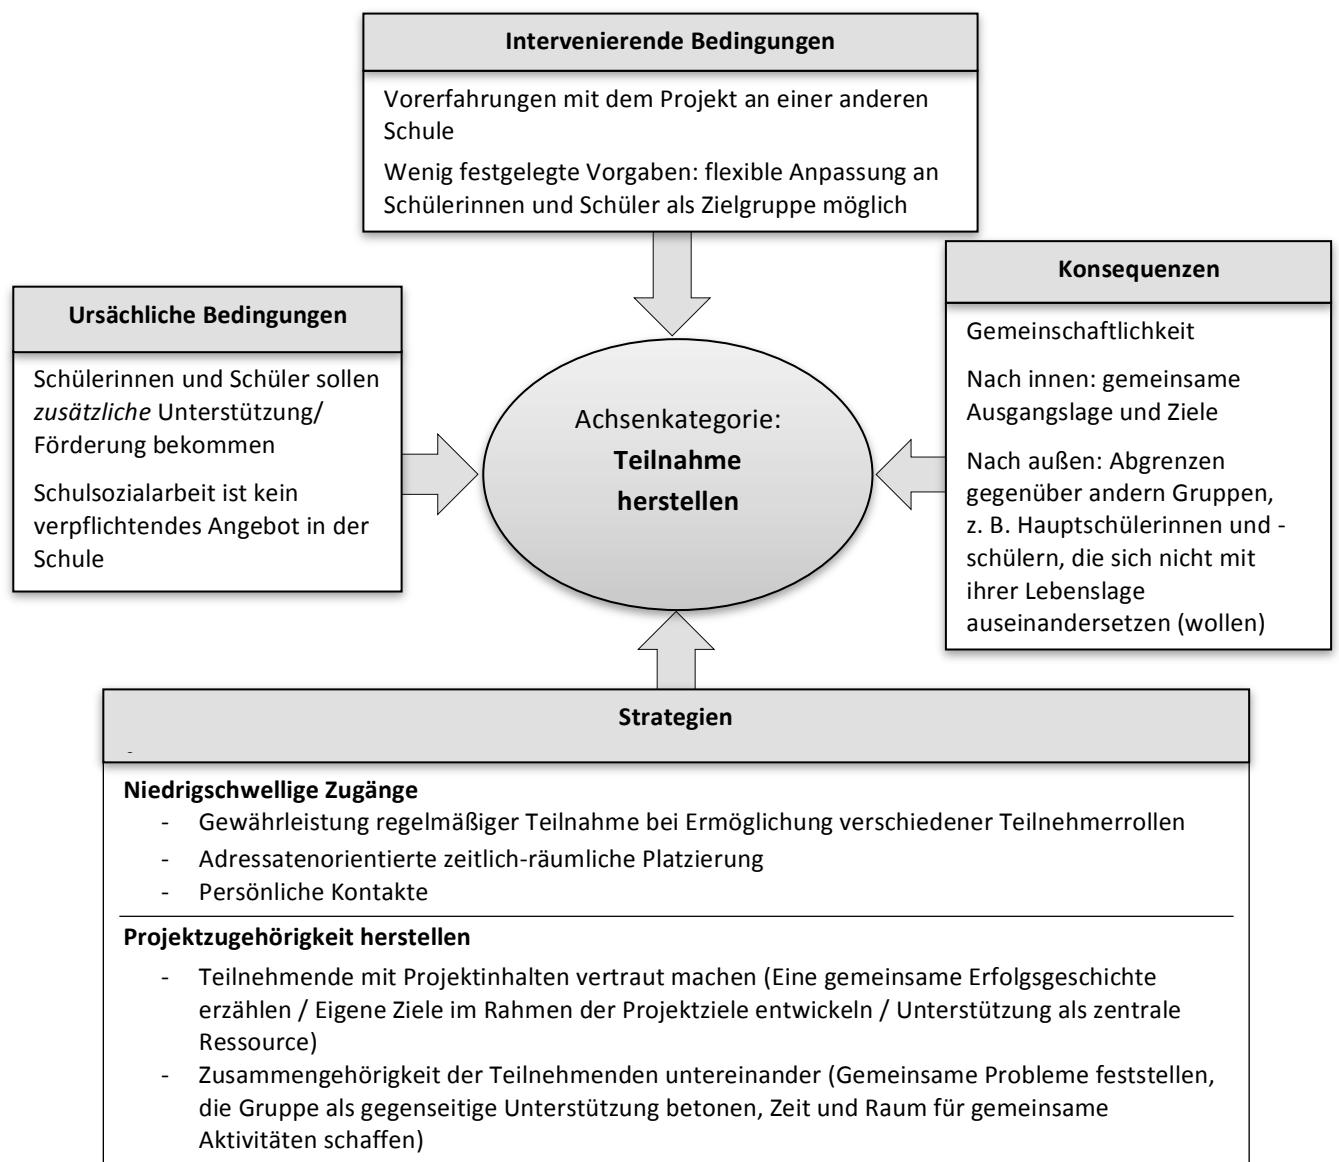 Intervenierende Bedingungen
Vorerfahrungen mit dem Projekt an einer anderen
Schule
Wenig festgelegte Vorgaben: flexible Anpassung an
Schülerinnen und Schüler als Zielgruppe möglich
Ursächliche Bedingungen
Schülerinnen und Schüler sollen
zusätzliche Unterstützung/
Förderung bekommen
Schulsozialarbeit ist kein
verpflichtendes Angebot in der
Schule
Achsenkategorie:
Teilnahme
herstellen
Konsequenzen
Gemeinschaftlichkeit
Nach innen: gemeinsame
Ausgangslage und Ziele
Nach außen: Abgrenzen
gegenüber andern Gruppen,
z. B. Hauptschülerinnen und -
schülern, die sich nicht mit
ihrer Lebenslage
auseinandersetzen (wollen)
Strategien
-
Niedrigschwellige Zugänge
- Gewährleistung regelmäßiger Teilnahme bei Ermöglichung verschiedener Teilnehmerrollen
- Adressatenorientierte zeitlich-räumliche Platzierung
- Persönliche Kontakte
Projektzugehörigkeit herstellen
- Teilnehmende mit Projektinhalten vertraut machen (Eine gemeinsame Erfolgsgeschichte
erzählen / Eigene Ziele im Rahmen der Projektziele entwickeln / Unterstützung als zentrale
Ressource)
- Zusammengehörigkeit der Teilnehmenden untereinander (Gemeinsame Probleme feststellen,
die Gruppe als gegenseitige Unterstützung betonen, Zeit und Raum für gemeinsame
Aktivitäten schaffen)